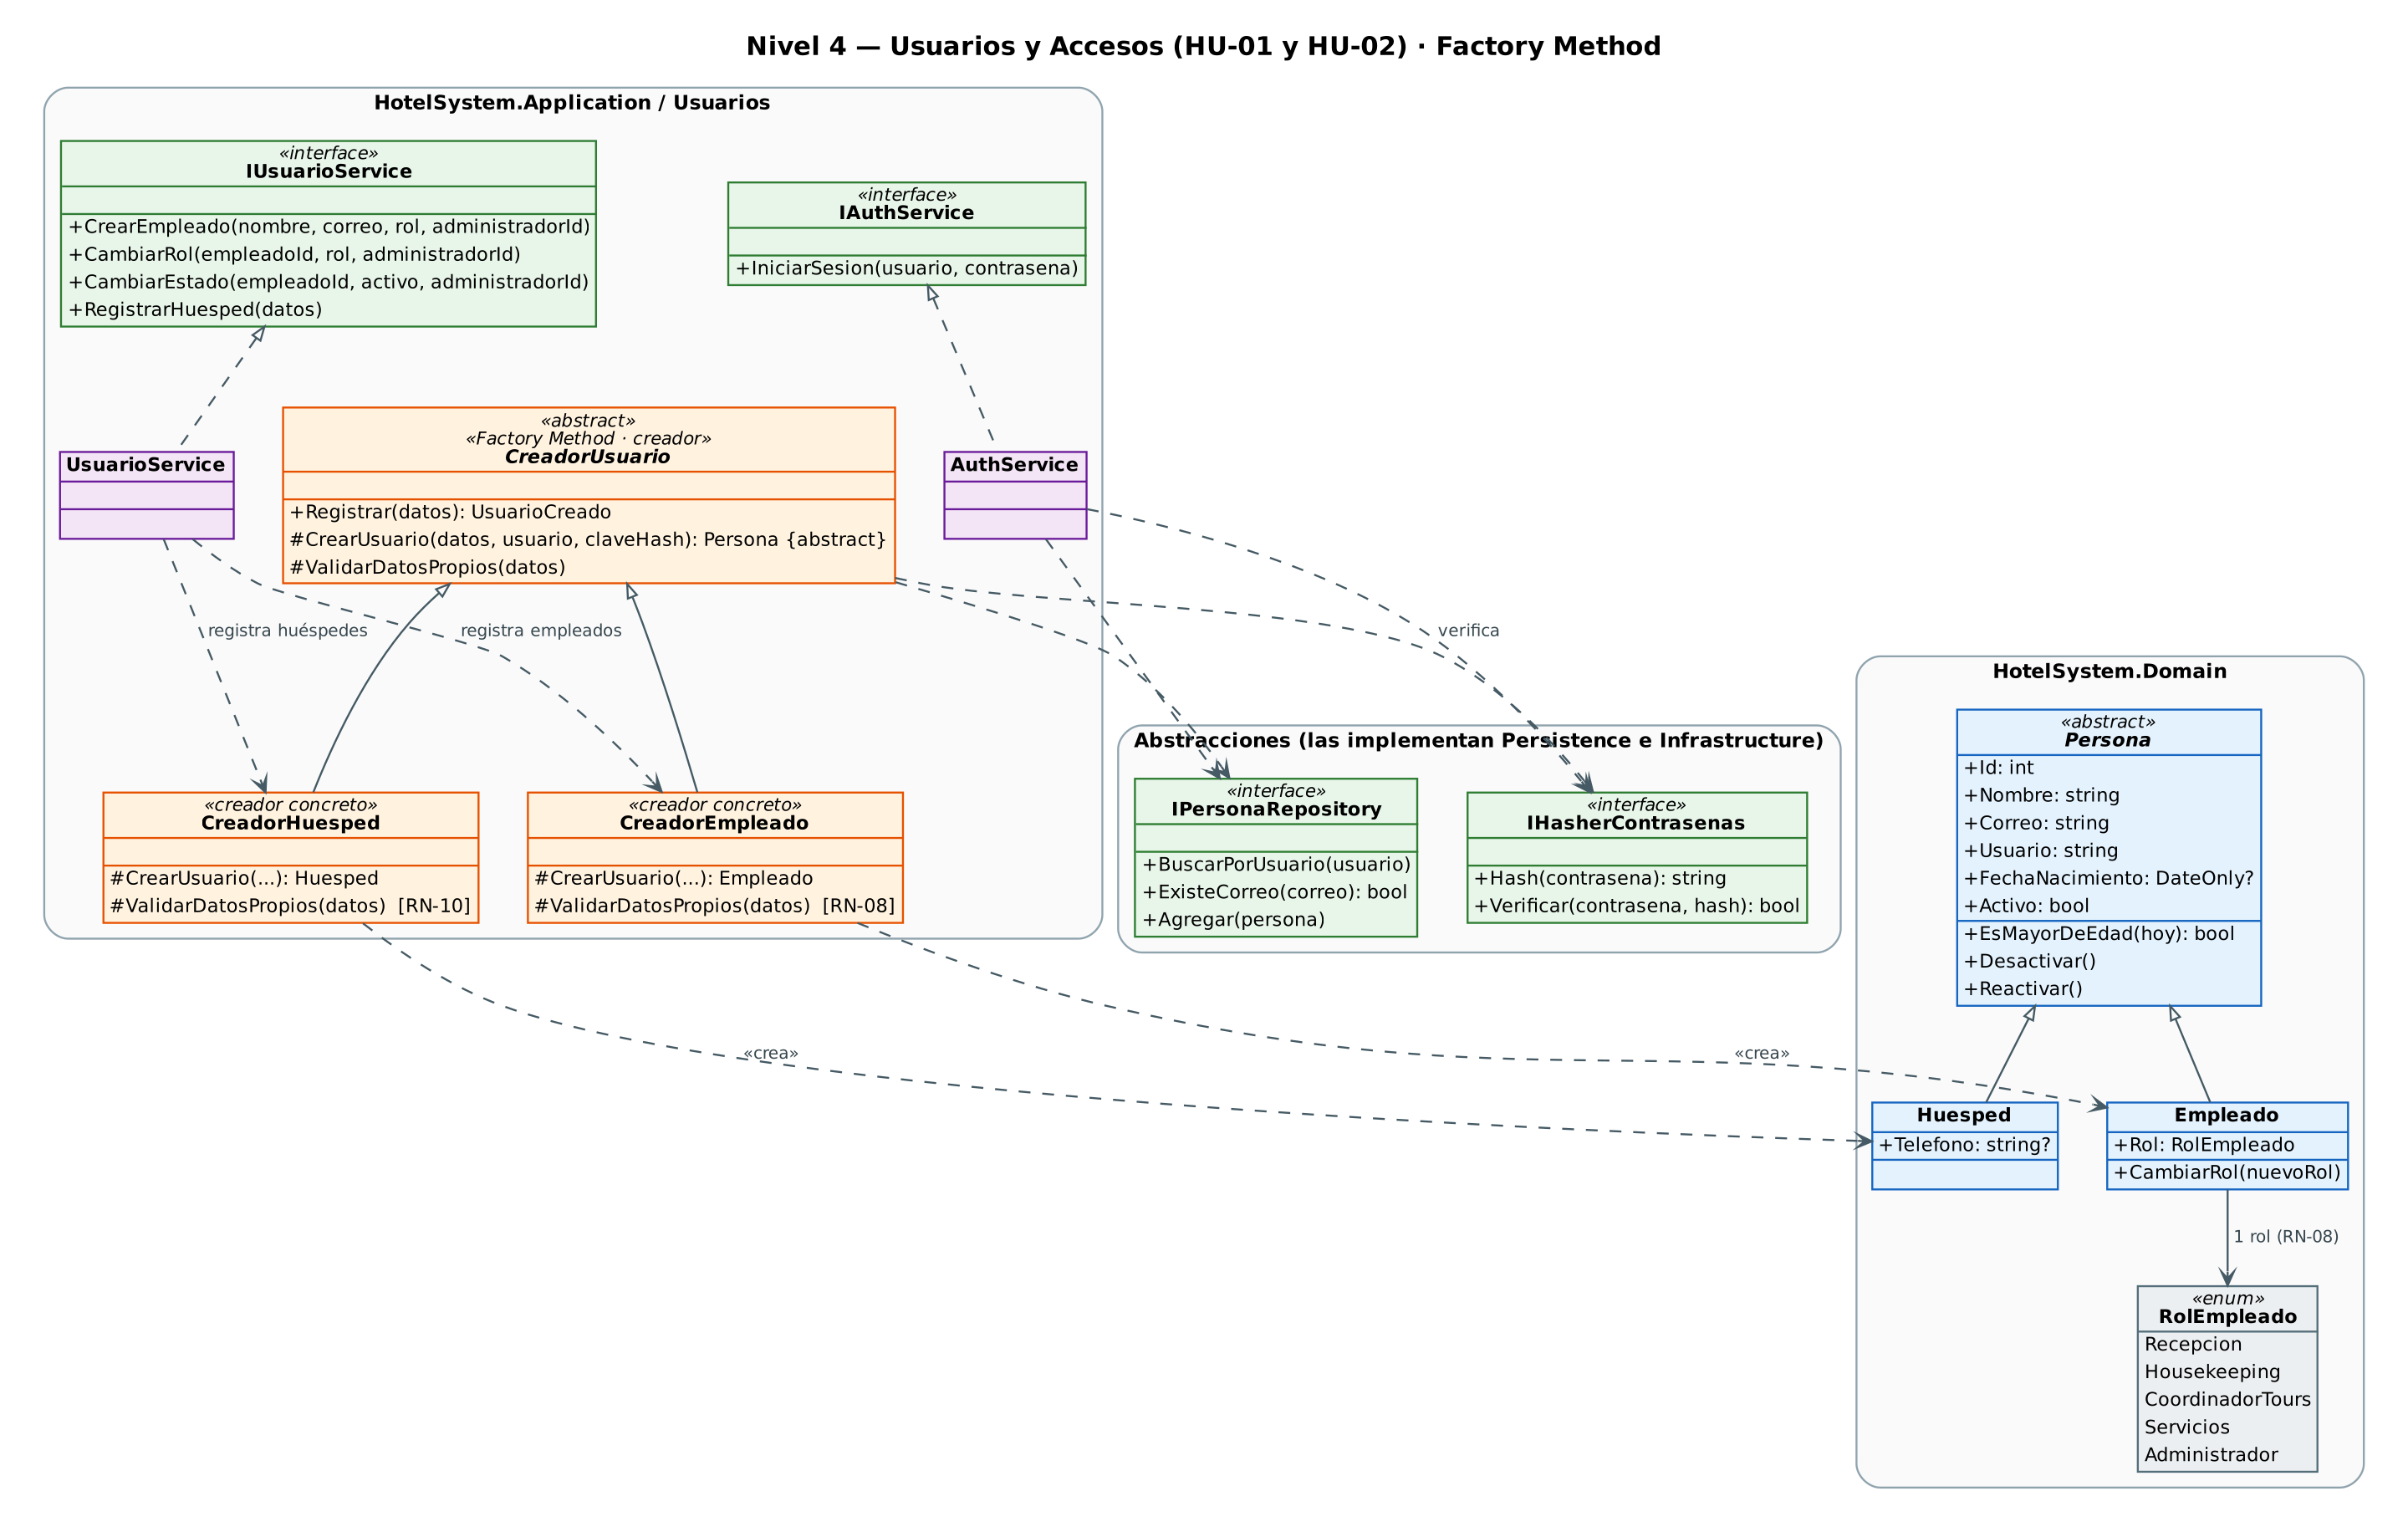 Nivel 4 — Usuarios y Accesos (HU-01 y HU-02) · Factory Method
HotelSystem.Application / Usuarios
«interface»
IUsuarioService
+CrearEmpleado(nombre, correo, rol, administradorId)
+CambiarRol(empleadoId, rol, administradorId)
+CambiarEstado(empleadoId, activo, administradorId)
+RegistrarHuesped(datos)
«interface»
IAuthService
+IniciarSesion(usuario, contrasena)
UsuarioService
«abstract»
«Factory Method · creador»
CreadorUsuario
+Registrar(datos): UsuarioCreado
#CrearUsuario(datos, usuario, claveHash): Persona {abstract}
#ValidarDatosPropios(datos)
AuthService
registra huéspedes
registra empleados
verifica
«creador concreto»
CreadorHuesped
#CrearUsuario(...): Huesped
#ValidarDatosPropios(datos)  [RN-10]
«creador concreto»
CreadorEmpleado
#CrearUsuario(...): Empleado
#ValidarDatosPropios(datos)  [RN-08]
Abstracciones (las implementan Persistence e Infrastructure)
«interface»
IPersonaRepository
+BuscarPorUsuario(usuario)
+ExisteCorreo(correo): bool
+Agregar(persona)
«interface»
IHasherContrasenas
+Hash(contrasena): string
+Verificar(contrasena, hash): bool
HotelSystem.Domain
«abstract»
Persona
+Id: int
+Nombre: string
+Correo: string
+Usuario: string
+FechaNacimiento: DateOnly?
+Activo: bool
+EsMayorDeEdad(hoy): bool
+Desactivar()
+Reactivar()
«crea»
«crea»
Huesped
+Telefono: string?
Empleado
+Rol: RolEmpleado
+CambiarRol(nuevoRol)
1 rol (RN-08)
«enum»
RolEmpleado
Recepcion
Housekeeping
CoordinadorTours
Servicios
Administrador